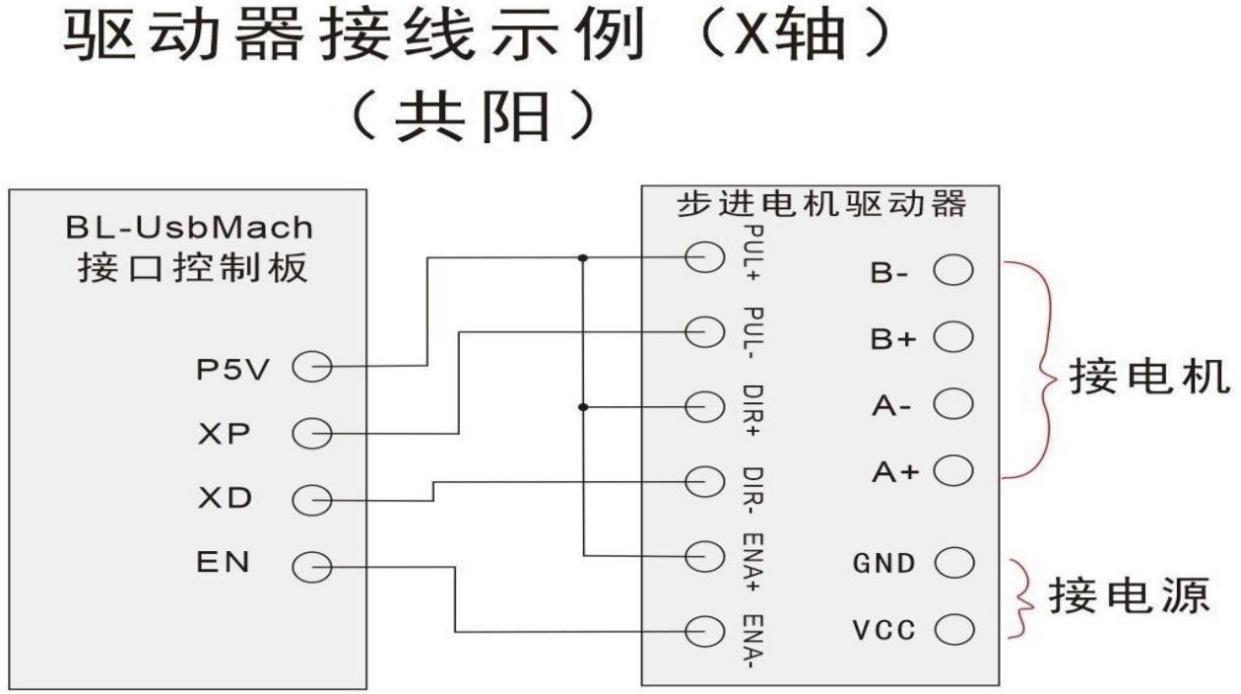 驱动器接线示例（X轴）
（共阳）
BL-UsbMach
接口控制板
P5V
XP
XD
EN
步进电机驱动器
PUL+
PUL-
DIR+
DIR-
ENA+
ENA-
B-
B+
A-
A+
GND
VCC
接电机
接电源